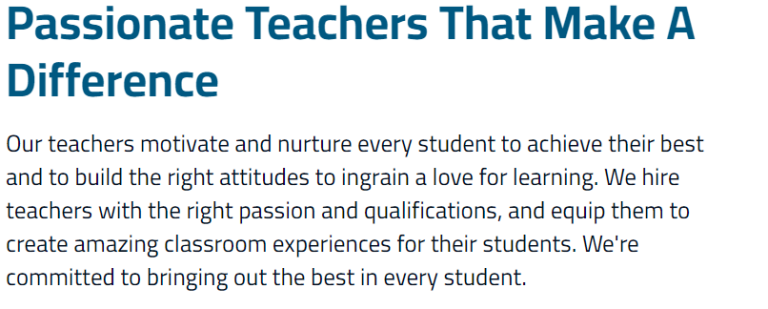 Passionate Teachers That Make A
Difference
Our teachers motivate and nurture every student to achieve their best
and to build the right attitudes to ingrain a love for learning. We hire
teachers with the right passion and qualifications, and equip them to
create amazing classroom experiences for their students. We're
committed to bringing out the best in every student.